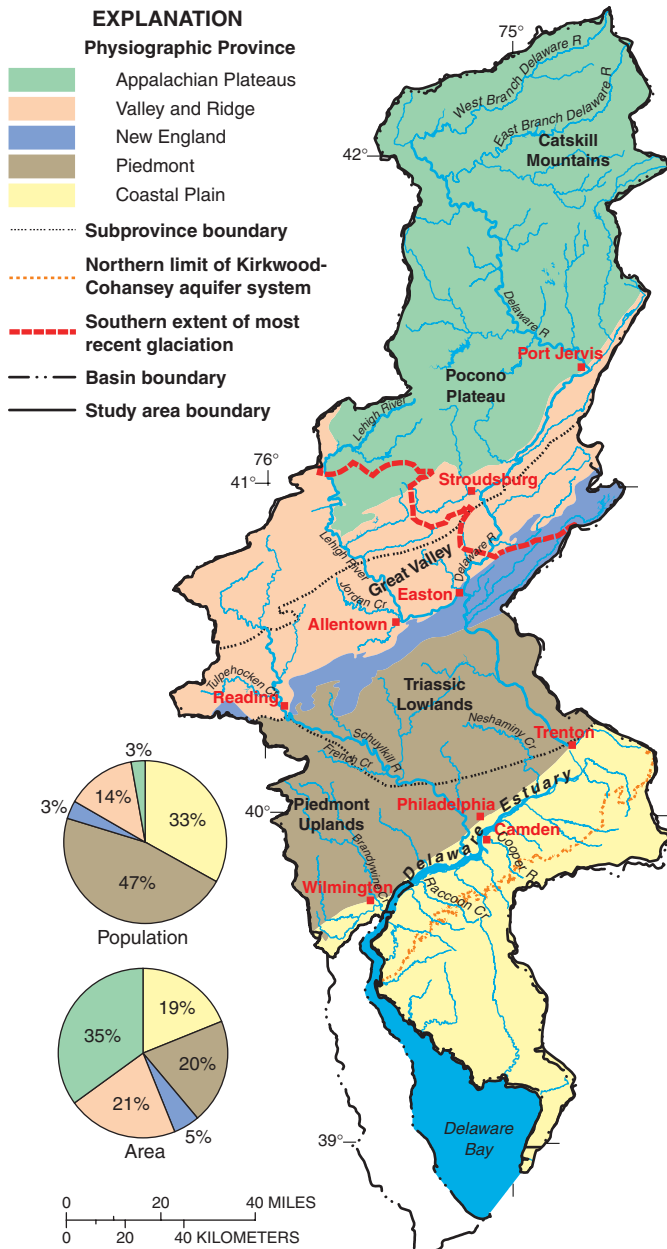 EXPLANATION
Physiographic Province
Appalachian Plateaus
Valley and Ridge
New England
Piedmont
Coastal Plain
Subprovince boundary
Northern limit of Kirkwood-
Cohansey aquifer system
Southern extent of most
recent glaciation
Basin boundary
Study area boundary
75°
West Branch Delaware R
East Branch Delaware R
42°
Catskill
Mountains
Delaware R
Port Jervis
Pocono
Plateau
Lehigh River
76°
41°
Stroudsburg
Lehigh River
Great Valley
Delaware R
Jordan Cr
Easton
Allentown
Tulpehocken Cr
Reading
Triassic
Lowlands
Neshaminy Cr
Schuylkill R
French Cr
Trenton
40°
Piedmont
Uplands
Philadelphia
Delaware Estuary
Camden
Cooper R
Brandywine Cr
Wilmington
Raccoon Cr
3%
14%
33%
3%
47%
Population
35%
19%
20%
21%
5%
Area
39°
Delaware
Bay
0 20 40 MILES
0 20 40 KILOMETERS